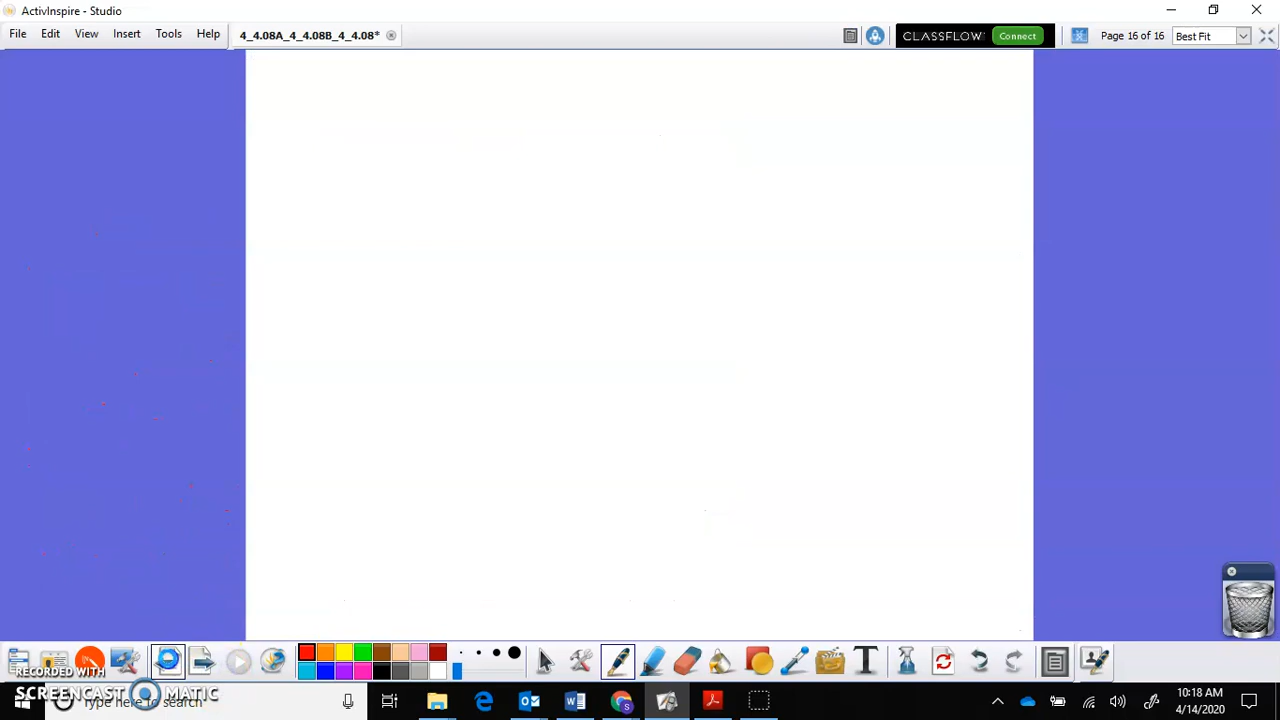 ActivInspire - Studio
File Edit View Insert Tools Help
4_4.08A_4_4.08B_4_4.08*
CLASSFLOW Connect
Page 16 of 16
Best Fit
T
RECORDED WITH
SCREENCAST MATIC
Type here to search
10:18 AM
4/14/2020